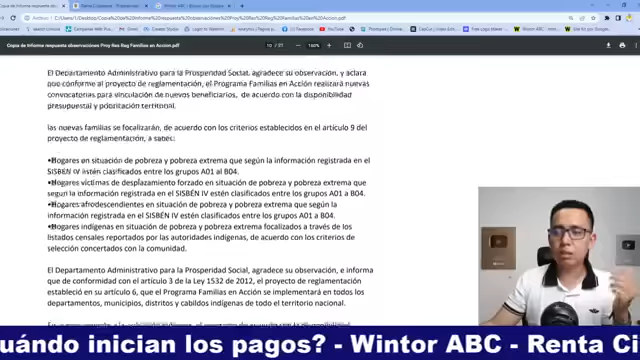 Copia de Informe respuesta observaciones Proy Res Reg Familias en Acción.pdf
10 / 21
100%
El Departamento Administrativo para la Prosperidad Social, agradece su observación, y aclara
que conforme al proyecto de reglamentación, el Programa Familias en Acción realizará nuevas
convocatorias para vinculación de nuevos beneficiarios, de acuerdo con la disponibilidad
presupuestal y priorización territorial.
las nuevas familias se focalizarán, de acuerdo con los criterios establecidos en el artículo 9 del
proyecto de reglamentación, a saber:
•Hogares en situación de pobreza y pobreza extrema que según la información registrada en el
SISBÉN IV estén clasificados entre los grupos A01 al B04.
•Hogares víctimas de desplazamiento forzado en situación de pobreza y pobreza extrema que
según la información registrada en el SISBÉN IV estén clasificados entre los grupos A01 a B04.
•Hogares afrodescendientes en situación de pobreza y pobreza extrema que según la
información registrada en el SISBÉN IV estén clasificados entre los grupos A01 a B04.
•Hogares indígenas en situación de pobreza y pobreza extrema focalizados a través de los
listados censales reportados por las autoridades indígenas, de acuerdo con los criterios de
selección concertados con la comunidad.
El Departamento Administrativo para la Prosperidad Social, agradece su observación, e informa
que de conformidad con el artículo 3 de la Ley 1532 de 2012, el proyecto de reglamentación
estableció en su artículo 6, que el Programa Familias en Acción se implementará en todos los
departamentos, municipios, distritos y cabildos indígenas de todo el territorio nacional.
uándo inician los pagos? - Wintor ABC - Renta Ci